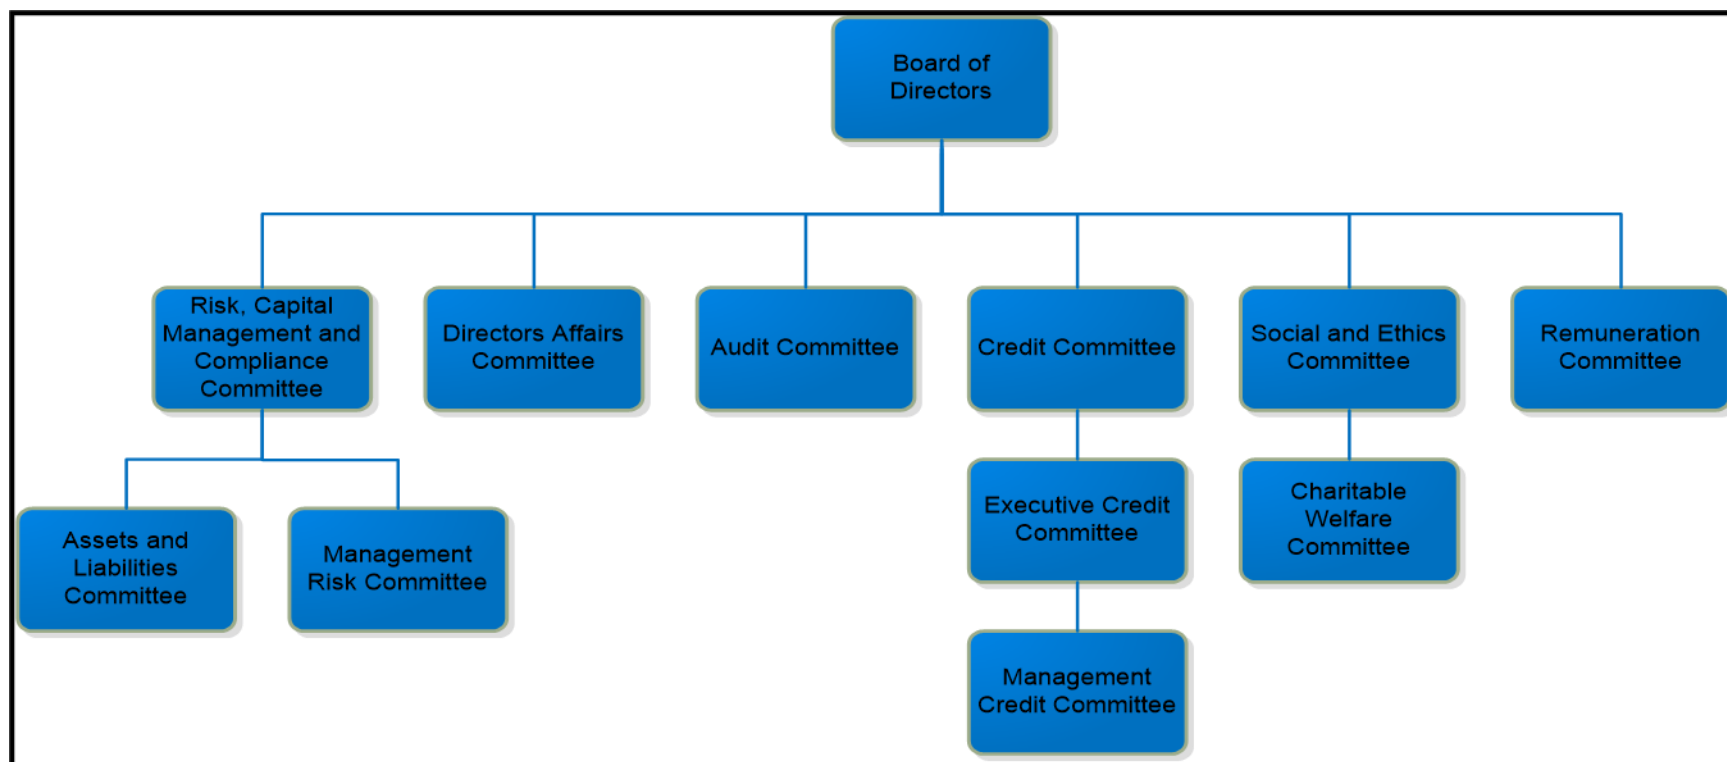 Board of
Directors
Risk, Capital
Management and
Compliance
Committee
Directors Affairs
Committee
Audit Committee
Credit Committee
Social and Ethics
Committee
Remuneration
Committee
Assets and
Liabilities
Committee
Management
Risk Committee
Executive Credit
Committee
Charitable
Welfare
Committee
Management
Credit Committee